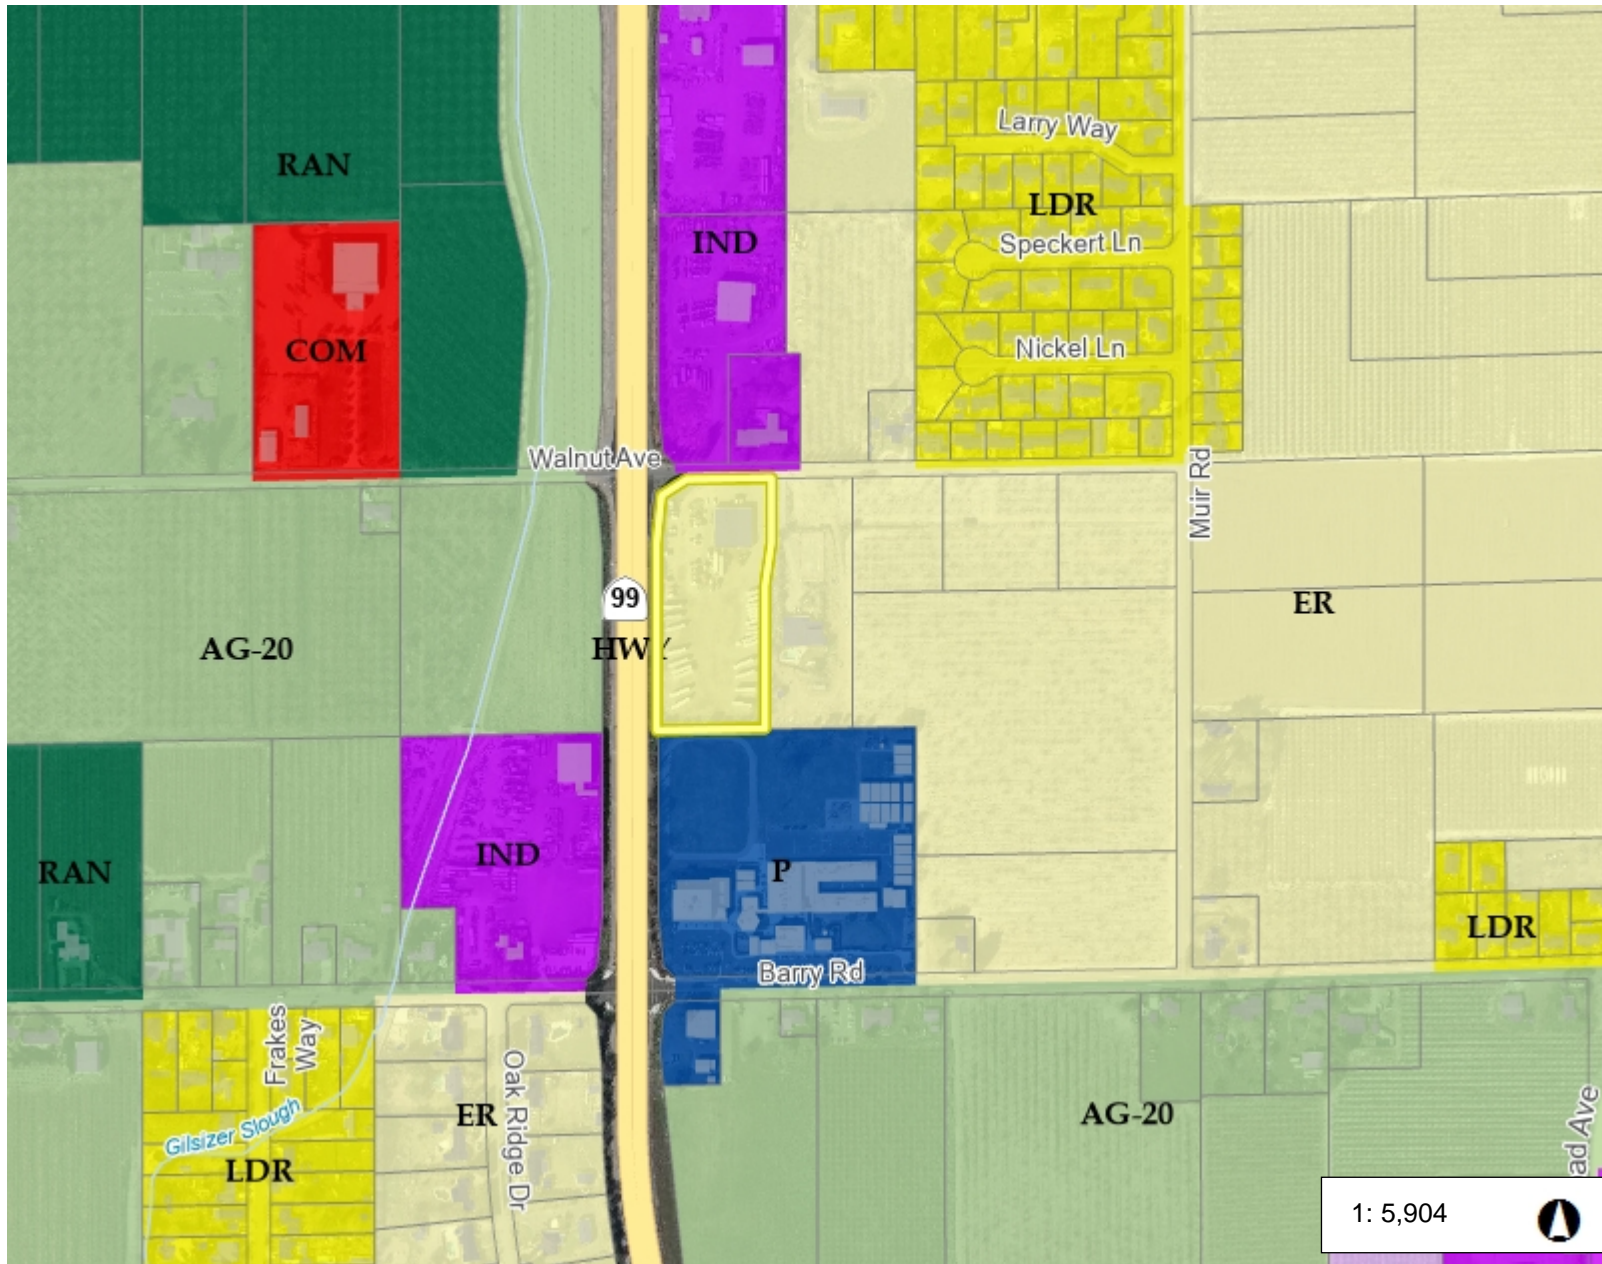 Larry Way
RAN
LDR
IND
Speckert Ln
COM
Nickel Ln
Walnut Ave
Muir Rd
99
ER
AG-20
HWY
IND
P
RAN
LDR
Barry Rd
Frakes
Way
Oak Ridge Dr
ER
AG-20
Gilsizer Slough
LDR
ad Ave
1: 5,904